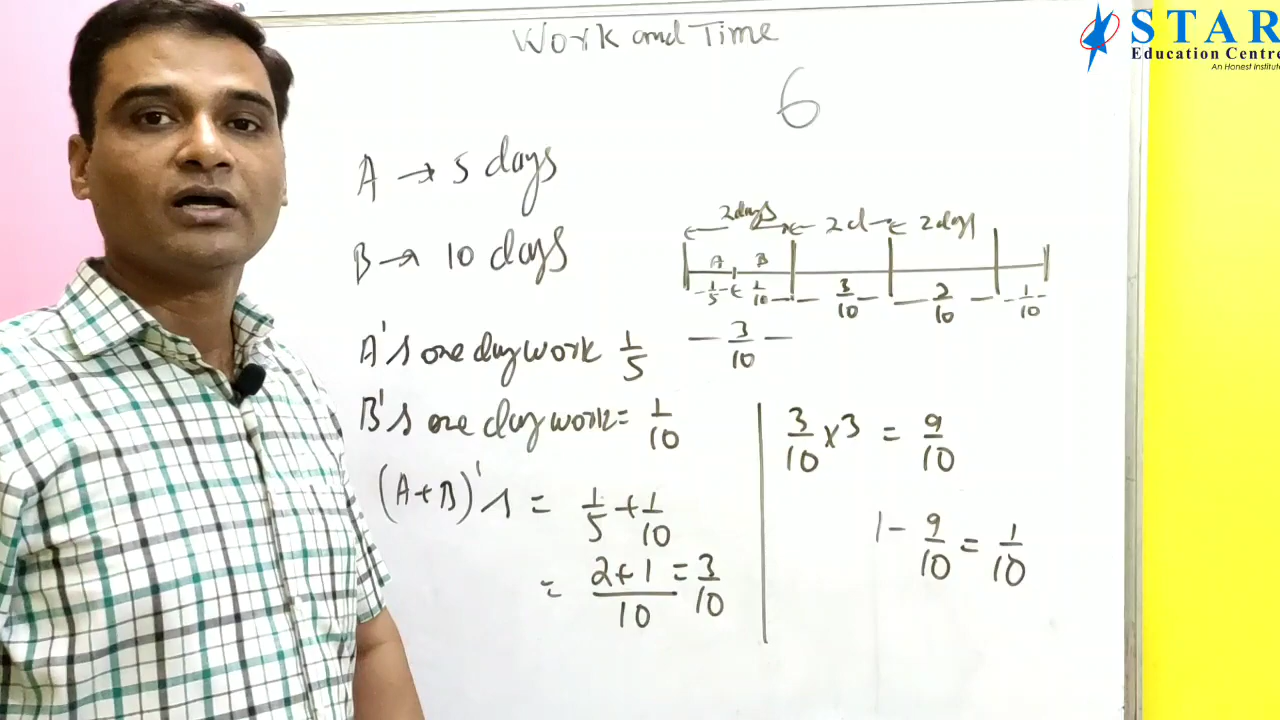 Work and Time
STAR
Education Centre
An Honest Institute
6
A → 5 days
B → 10 days
2 days 2d 2 days
A B
1/5 1/10 3/10 2/10 1/10
3/10
A's one day work 1/5
B's one day work = 1/10
(A+B)'s = 1/5 + 1/10
= 2+1/10 = 3/10
3/10 x 3 = 9/10
1 - 9/10 = 1/10